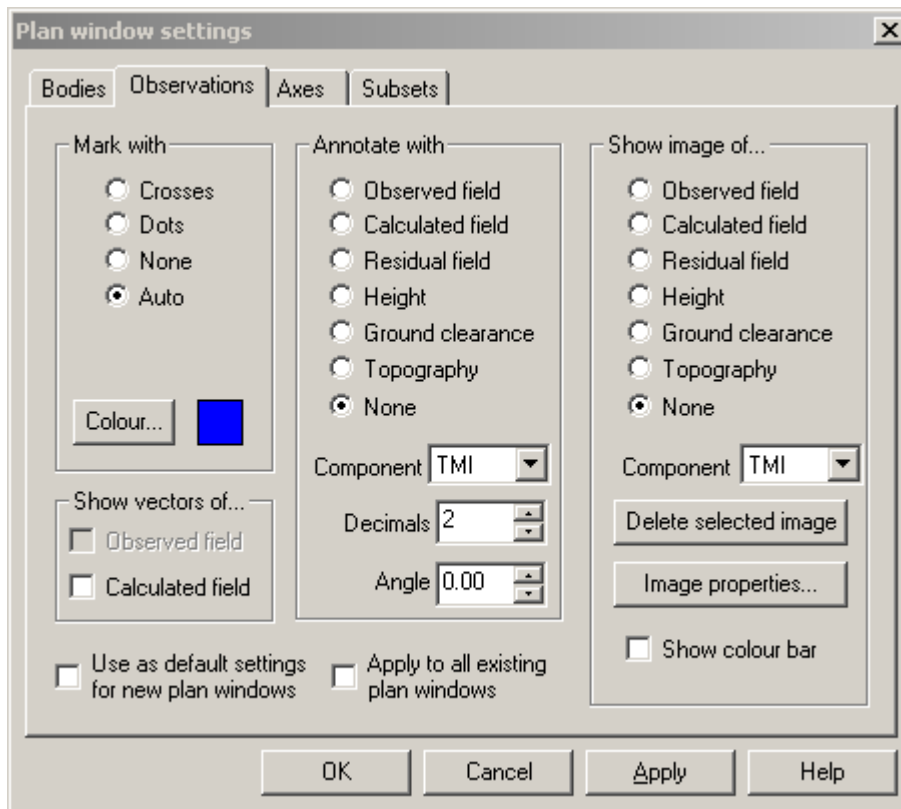 Plan window settings
Bodies
Observations
Axes
Subsets
Mark with
Crosses
Dots
None
Auto
Colour...
Show vectors of...
Observed field
Calculated field
Annotate with
Observed field
Calculated field
Residual field
Height
Ground clearance
Topography
None
Component TMI
Decimals 2
Angle 0.00
Show image of...
Observed field
Calculated field
Residual field
Height
Ground clearance
Topography
None
Component TMI
Delete selected image
Image properties...
Show colour bar
Use as default settings
for new plan windows
Apply to all existing
plan windows
OK
Cancel
Apply
Help